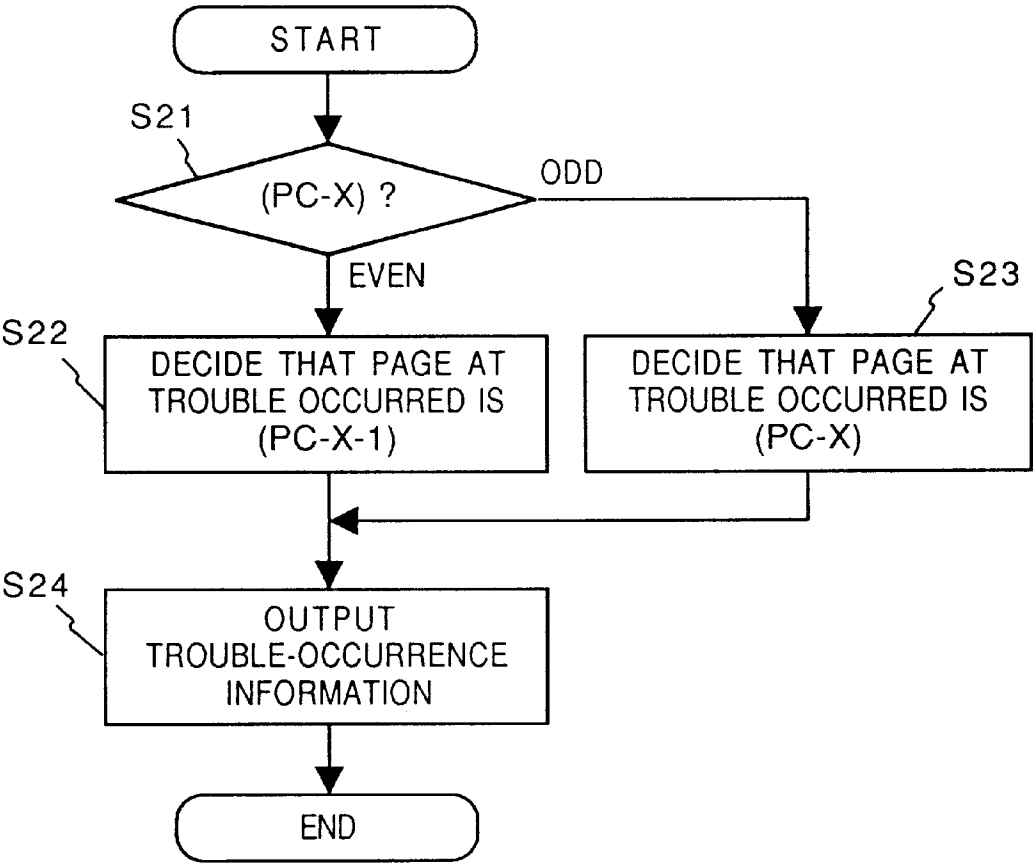 START
S21
(PC-X) ?
ODD
EVEN
S22
DECIDE THAT PAGE AT
TROUBLE OCCURRED IS
(PC-X-1)
S23
DECIDE THAT PAGE AT
TROUBLE OCCURRED IS
(PC-X)
S24
OUTPUT
TROUBLE-OCCURRENCE
INFORMATION
END